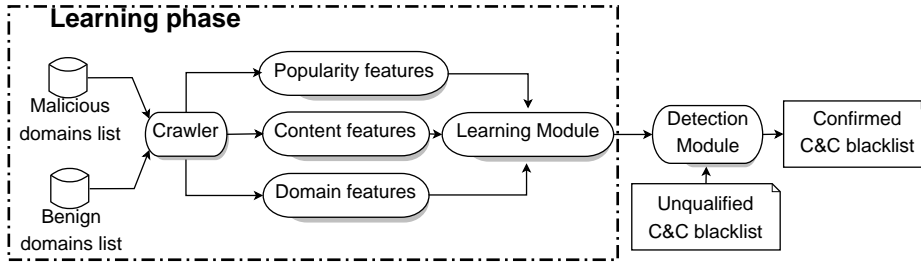 Learning phase
Malicious
domains list
Benign
domains list
Crawler
Popularity features
Content features
Domain features
Learning Module
Detection
Module
Unqualified
C&C blacklist
Confirmed
C&C blacklist